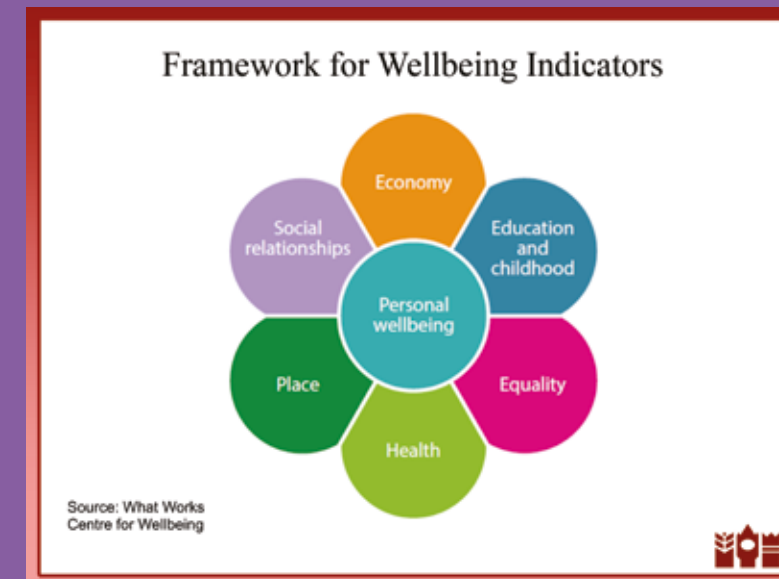 Framework for Wellbeing Indicators
Economy
Social
relationships
Education
and
childhood
Personal
wellbeing
Place
Equality
Health
Source: What Works
Centre for Wellbeing